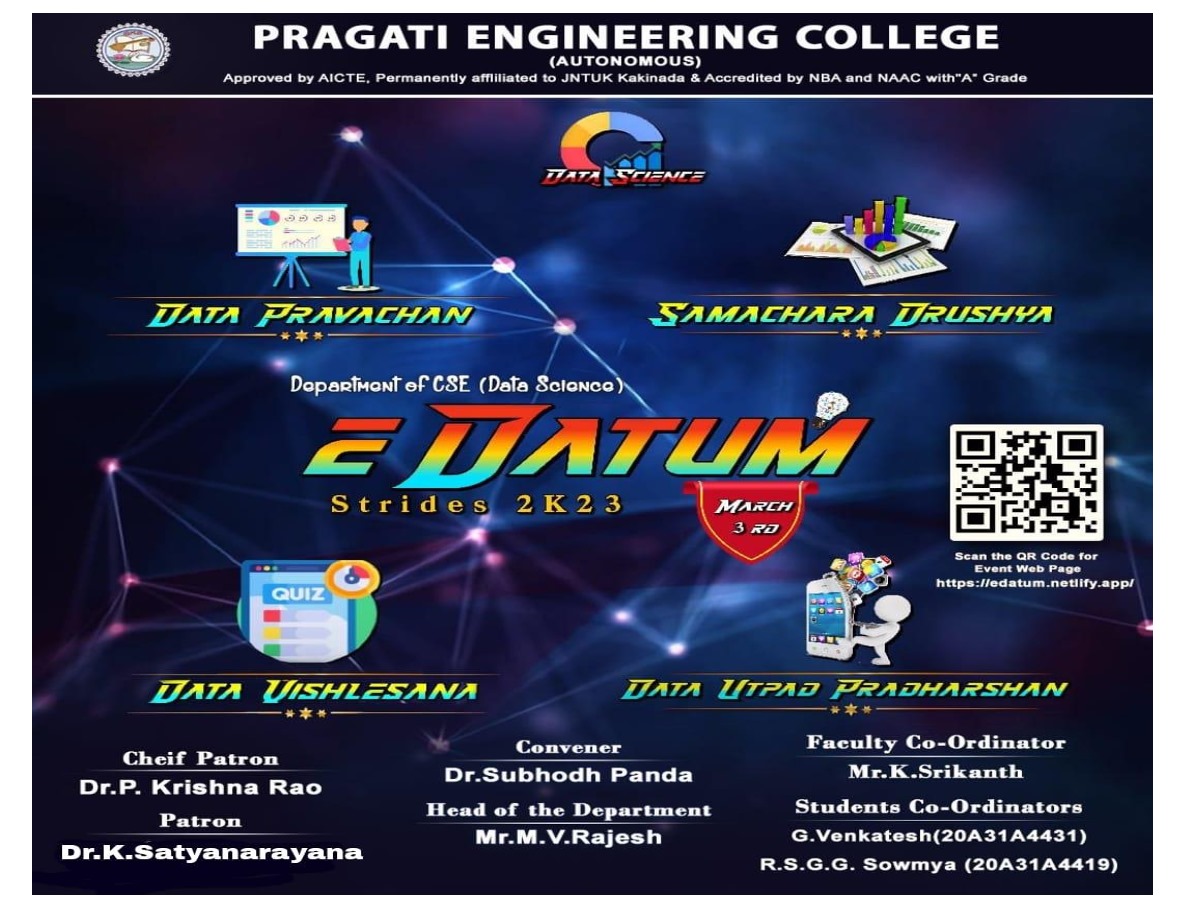 PRAGATI ENGINEERING COLLEGE
(AUTONOMOUS)
Approved by AICTE, Permanently affiliated to JNTUK Kakinada & Accredited by NBA and NAAC with"A" Grade
DATA SCIENCE
DATA PRAVACHAN
SAMACHARA DRUSHYA
Department of CSE (Data Science)
E DATUM
Strides 2K23
MARCH
3 RD
Scan the QR Code for
Event Web Page
https://edatum.netlify.app/
QUIZ
DATA VISHLESANA
DATA UTPAD PRADHARSHAN
Cheif Patron
Dr.P. Krishna Rao
Patron
Dr.K.Satyanarayana
Convener
Dr.Subhodh Panda
Head of the Department
Mr.M.V.Rajesh
Faculty Co-Ordinator
Mr.K.Srikanth
Students Co-Ordinators
G.Venkatesh(20A31A4431)
R.S.G.G. Sowmya (20A31A4419)